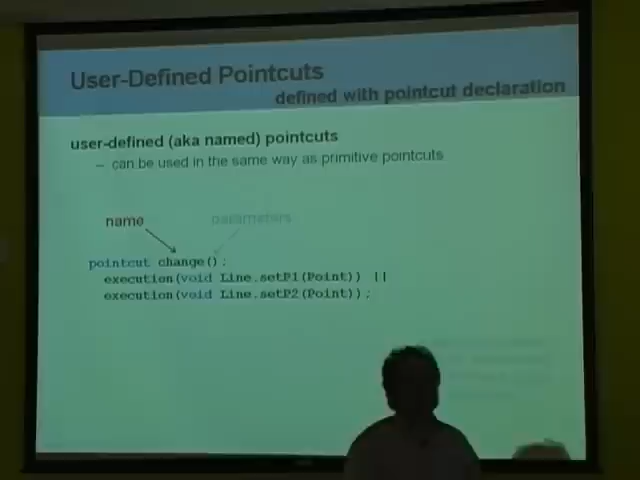 User-Defined Pointcuts
defined with pointcut declaration
user-defined (aka named) pointcuts
– can be used in the same way as primitive pointcuts
name parameters
pointcut change():
execution(void Line.setP1(Point)) ||
execution(void Line.setP2(Point));